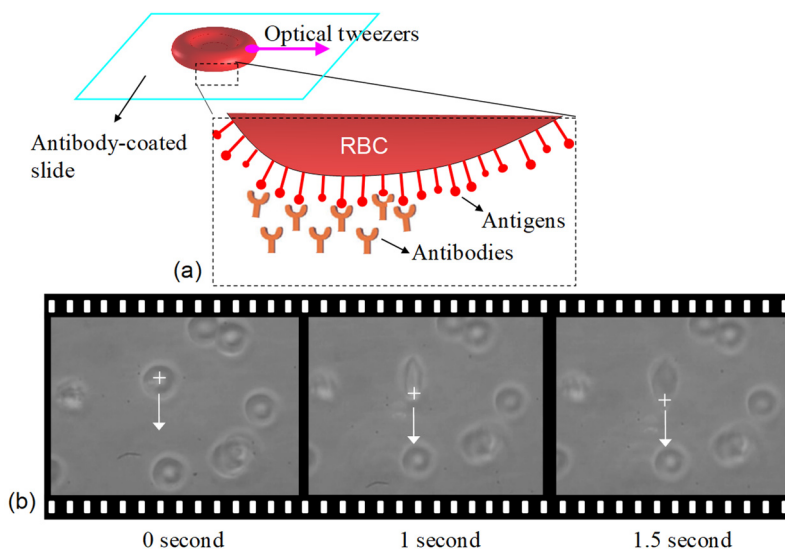 Optical tweezers
Antibody-coated
slide
RBC
Antigens
Antibodies
(a)
(b)
0 second
1 second
1.5 second